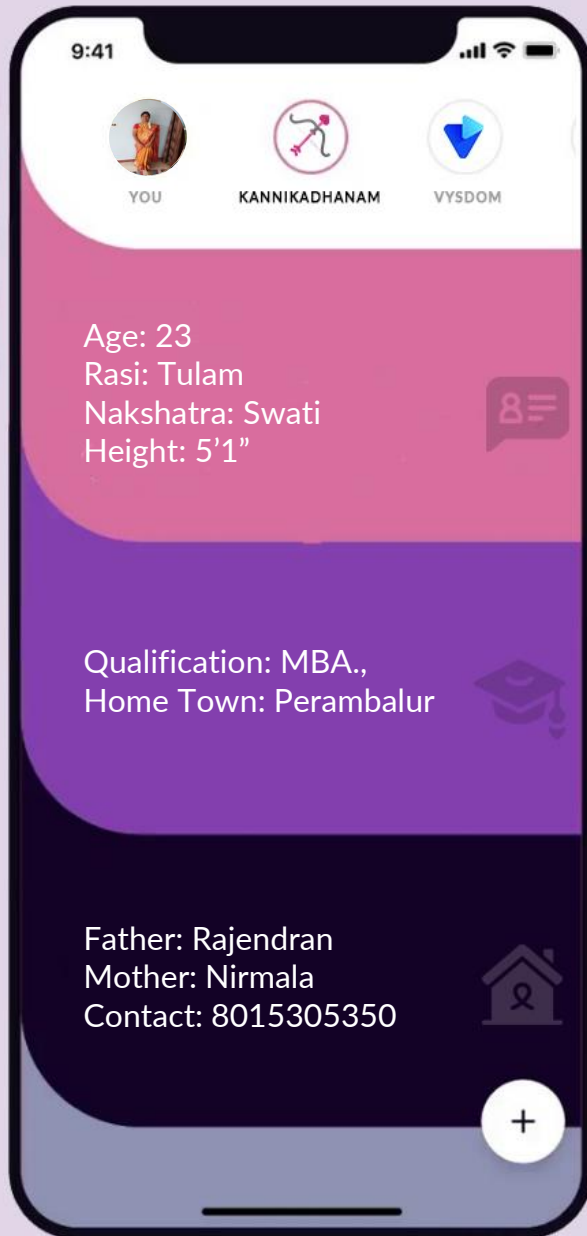 9:41
YOU
KANNIKADHANAM
VYSDOM
Age: 23
Rasi: Tulam
Nakshatra: Swati
Height: 5’1”
Qualification: MBA.,
Home Town: Perambalur
Father: Rajendran
Mother: Nirmala
Contact: 8015305350
+